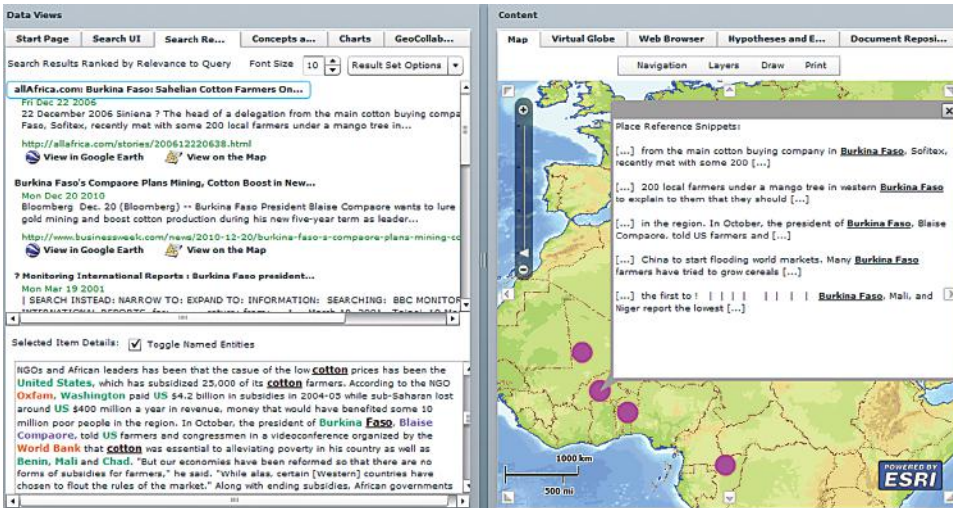 Data Views
Start Page
Search UI
Search Re...
Concepts a...
Charts
GeoCollab...
Search Results Ranked by Relevance to Query
Font Size
10
Result Set Options
allAfrica.com: Burkina Faso: Sahelian Cotton Farmers On...
Fri Dec 22 2006
22 December 2006 Siniena ? The head of a delegation from the main cotton buying compa
Faso, Sofitex, recently met with some 200 local farmers under a mango tree in...
http://allafrica.com/stories/200612220638.html
View in Google Earth
View on the Map
Burkina Faso's Compaore Plans Mining, Cotton Boost in New...
Mon Dec 20 2010
Bloomberg Dec. 20 (Bloomberg) -- Burkina Faso President Blaise Compaore wants to lure
gold mining and boost cotton production during his new five-year term as leader...
http://www.businessweek.com/news/2010-12-20/burkina-faso-s-compaore-plans-mining-co
View in Google Earth
View on the Map
? Monitoring International Reports : Burkina Faso president...
Mon Mar 19 2001
| SEARCH INSTEAD: NARROW TO: EXPAND TO: INFORMATION: SEARCHING: BBC MONITOR
Selected Item Details:
Toggle Named Entities
NGOs and African leaders has been that the casue of the low cotton prices has been the
United States, which has subsidized 25,000 of its cotton farmers. According to the NGO
Oxfam, Washington paid US $4.2 billion in subsidies in 2004-05 while sub-Saharan lost
around US $400 million a year in revenue, money that would have benefited some 10
million poor people in the region. In October, the president of Burkina Faso, Blaise
Compaore, told US farmers and congressmen in a videoconference organized by the
World Bank that cotton was essential to alleviating poverty in his country as well as
Benin, Mali and Chad. "But our economies have been reformed so that there are no
forms of subsidies for farmers," he said. "While alas, certain [Western] countries have
chosen to flout the rules of the market." Along with ending subsidies, African governments
Content
Map
Virtual Globe
Web Browser
Hypotheses and E...
Document Reposi...
Navigation
Layers
Draw
Print
Place Reference Snippets:
[...] from the main cotton buying company in Burkina Faso, Sofitex,
recently met with some 200 [...]
[...] 200 local farmers under a mango tree in western Burkina Faso
to explain to them that they should [...]
[...] in the region. In October, the president of Burkina Faso, Blaise
Compaore, told US farmers and [...]
[...] China to start flooding world markets. Many Burkina Faso
farmers have tried to grow cereals [...]
[...] the first to ! | | | | | | | | Burkina Faso, Mali, and
Niger report the lowest [...]
1000 km
500 mi
POWERED BY
ESRI